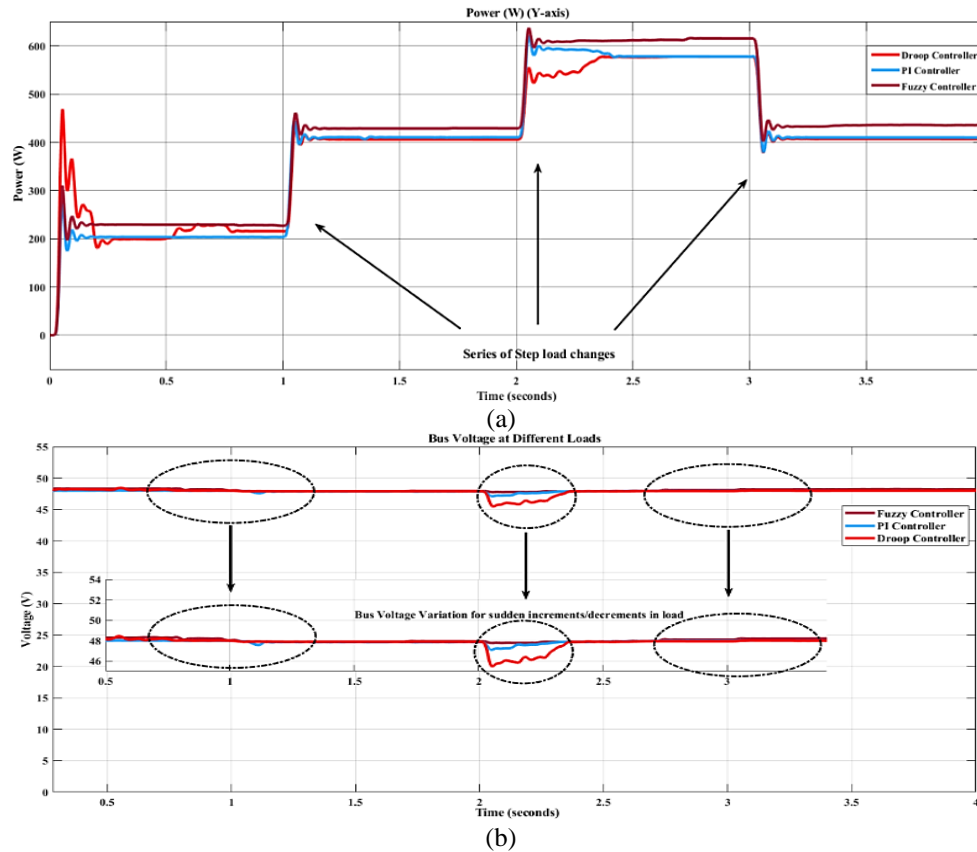 Power (W) (Y-axis)
600
500
400
300
200
100
0
Power (W)
Droop Controller
PI Controller
Fuzzy Controller
Series of Step load changes
0
0.5
1
1.5
2
2.5
3
3.5
Time (seconds)
(a)
Bus Voltage at Different Loads
55
50
45
40
35
30
25
20
15
10
5
0
Voltage (V)
Fuzzy Controller
PI Controller
Droop Controller
54
52
50
48
46
Bus Voltage Variation for sudden increments/decrements in load
0.5
1
1.5
2
2.5
3
0.5
1
1.5
2
2.5
3
3.5
4
Time (seconds)
(b)